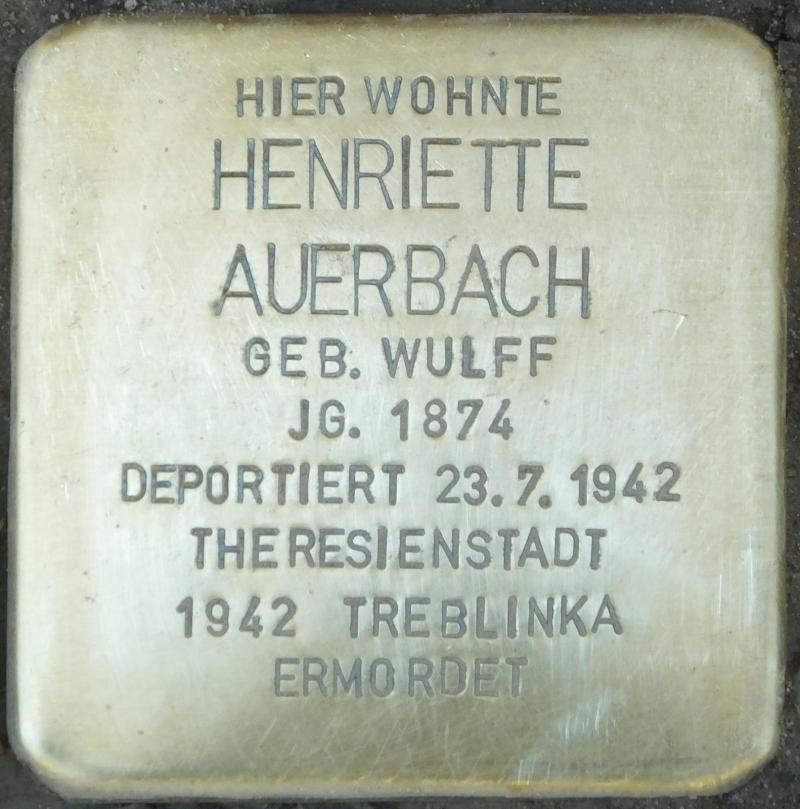 HIER WOHNTE
HENRIETTE
AUERBACH
GEB. WULFF
JG. 1874
DEPORTIERT 23.7.1942
THERESIENSTADT
1942 TREBLINKA
ERMORDET